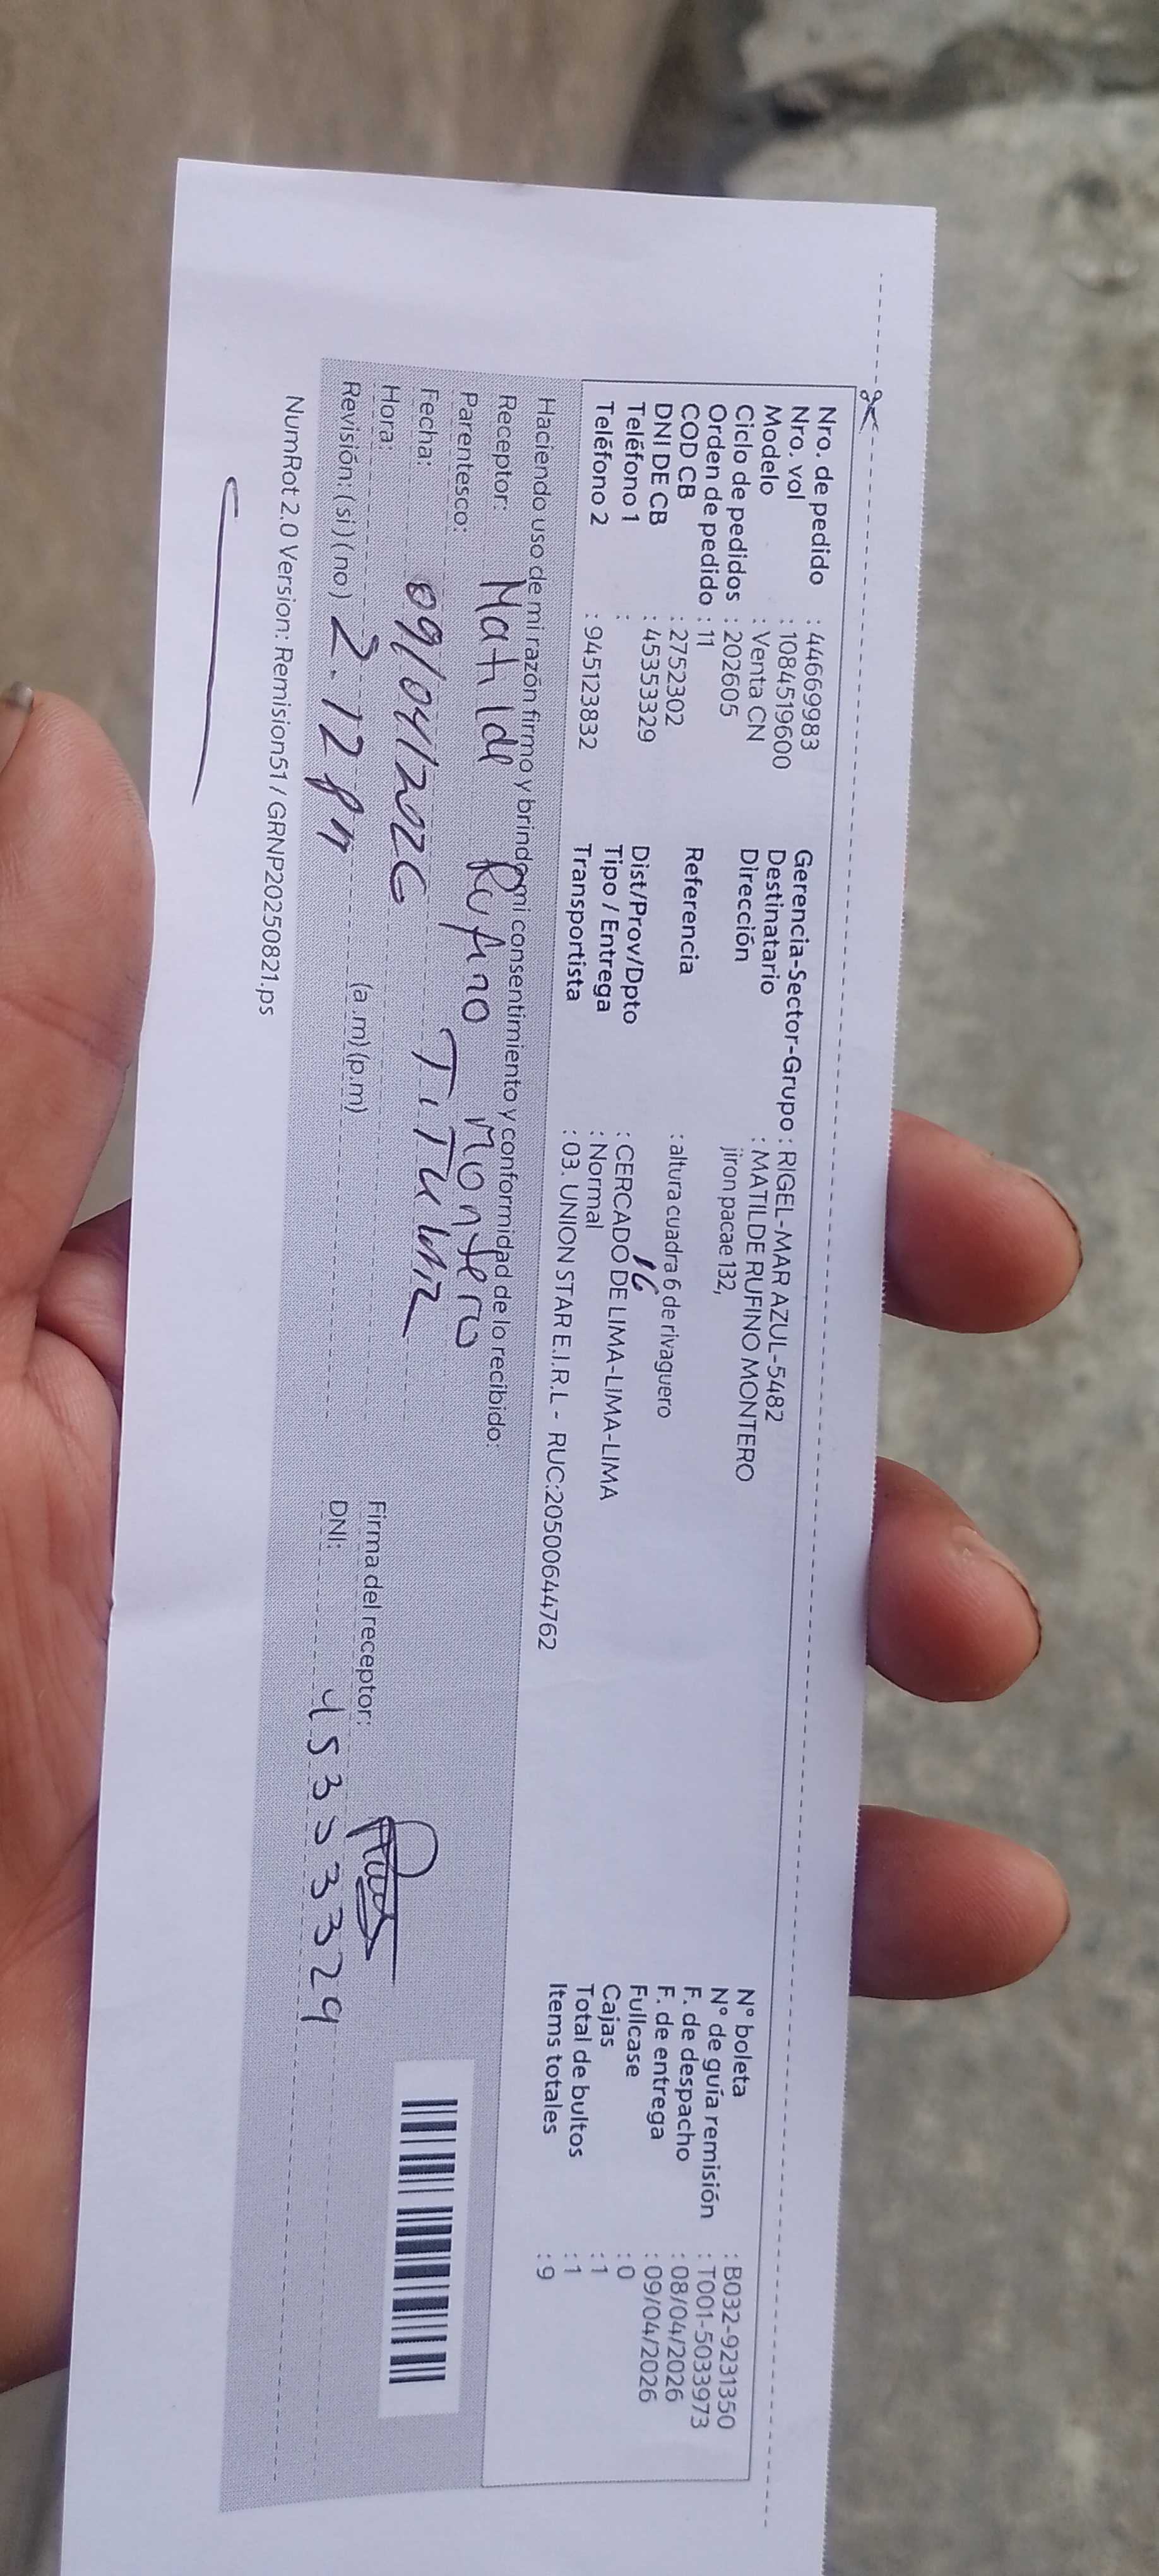 Nro. de pedido : 44669983
Nro. vol : 1084519600
Modelo : Venta CN
Ciclo de pedidos : 202605
Orden de pedido : 11
COD CB : 2752302
DNI DE CB : 45353329
Teléfono 1 :
Teléfono 2 : 945123832
Gerencia-Sector-Grupo : RIGEL-MAR AZUL-5482
Destinatario : MATILDE RUFINO MONTERO
Dirección jiron pacae 132,
Referencia : altura cuadra 6 de rivaguero
16
Dist/Prov/Dpto : CERCADO DE LIMA-LIMA-LIMA
Tipo / Entrega : Normal
Transportista : 03. UNION STAR E.I.R.L - RUC:20500644762
N° boleta : B032-9231350
N° de guía remisión : T001-5033973
F. de despacho : 08/04/2026
F. de entrega : 09/04/2026
Fullcase : 0
Cajas : 1
Total de bultos : 1
Items totales : 9
Haciendo uso de mi razón firmo y brindo mi consentimiento y conformidad de lo recibido:
Receptor: Matilde Rufino Montero
Parentesco: TiTulAR
Fecha: 09/04/2026
Hora: (a .m) (p.m)
Revisión: ( si ) ( no ) 2.12 PM
Firma del receptor:
DNI: 45353329
NumRot 2.0 Version: Remision51 / GRNP20250821.ps